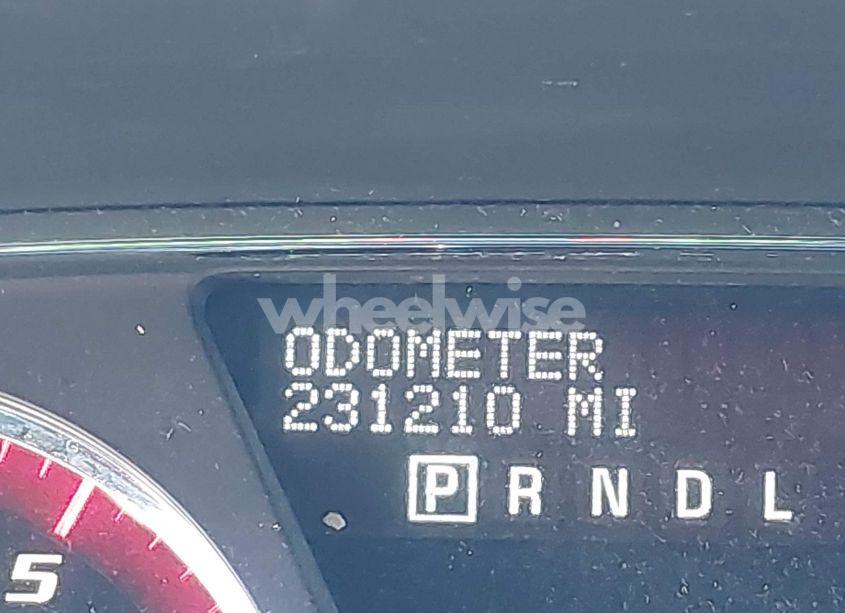 wheelwise
ODOMETER
231210 MI
P R N D L
5